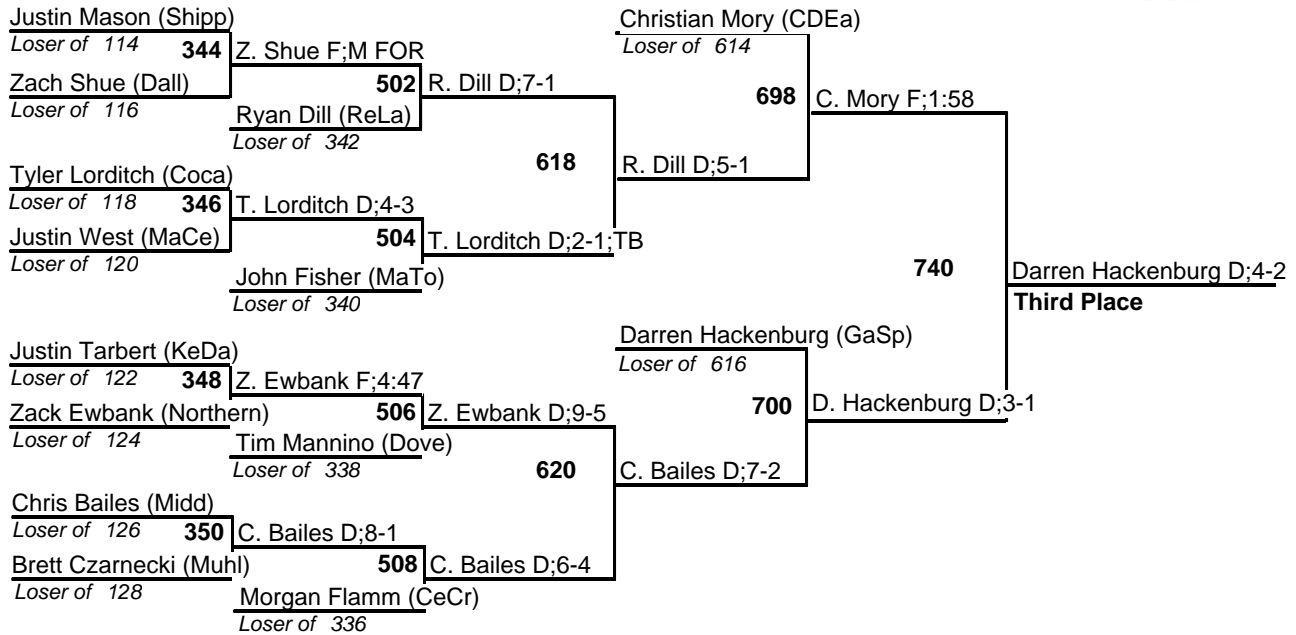 Justin Mason (Shipp)
Loser of 114
344
Z. Shue F;M FOR
Zach Shue (Dall)
Loser of 116
502
R. Dill D;7-1
Ryan Dill (ReLa)
Loser of 342
618
R. Dill D;5-1
Tyler Lorditch (Coca)
Loser of 118
346
T. Lorditch D;4-3
Justin West (MaCe)
Loser of 120
504
T. Lorditch D;2-1;TB
John Fisher (MaTo)
Loser of 340
Christian Mory (CDEa)
Loser of 614
698
C. Mory F;1:58
740
Darren Hackenburg D;4-2
Third Place
Justin Tarbert (KeDa)
Loser of 122
348
Z. Ewbank F;4:47
Zack Ewbank (Northern)
Loser of 124
506
Z. Ewbank D;9-5
Tim Mannino (Dove)
Loser of 338
620
C. Bailes D;7-2
Chris Bailes (Midd)
Loser of 126
350
C. Bailes D;8-1
Brett Czarnecki (Muhl)
Loser of 128
508
C. Bailes D;6-4
Morgan Flamm (CeCr)
Loser of 336
Darren Hackenburg (GaSp)
Loser of 616
700
D. Hackenburg D;3-1